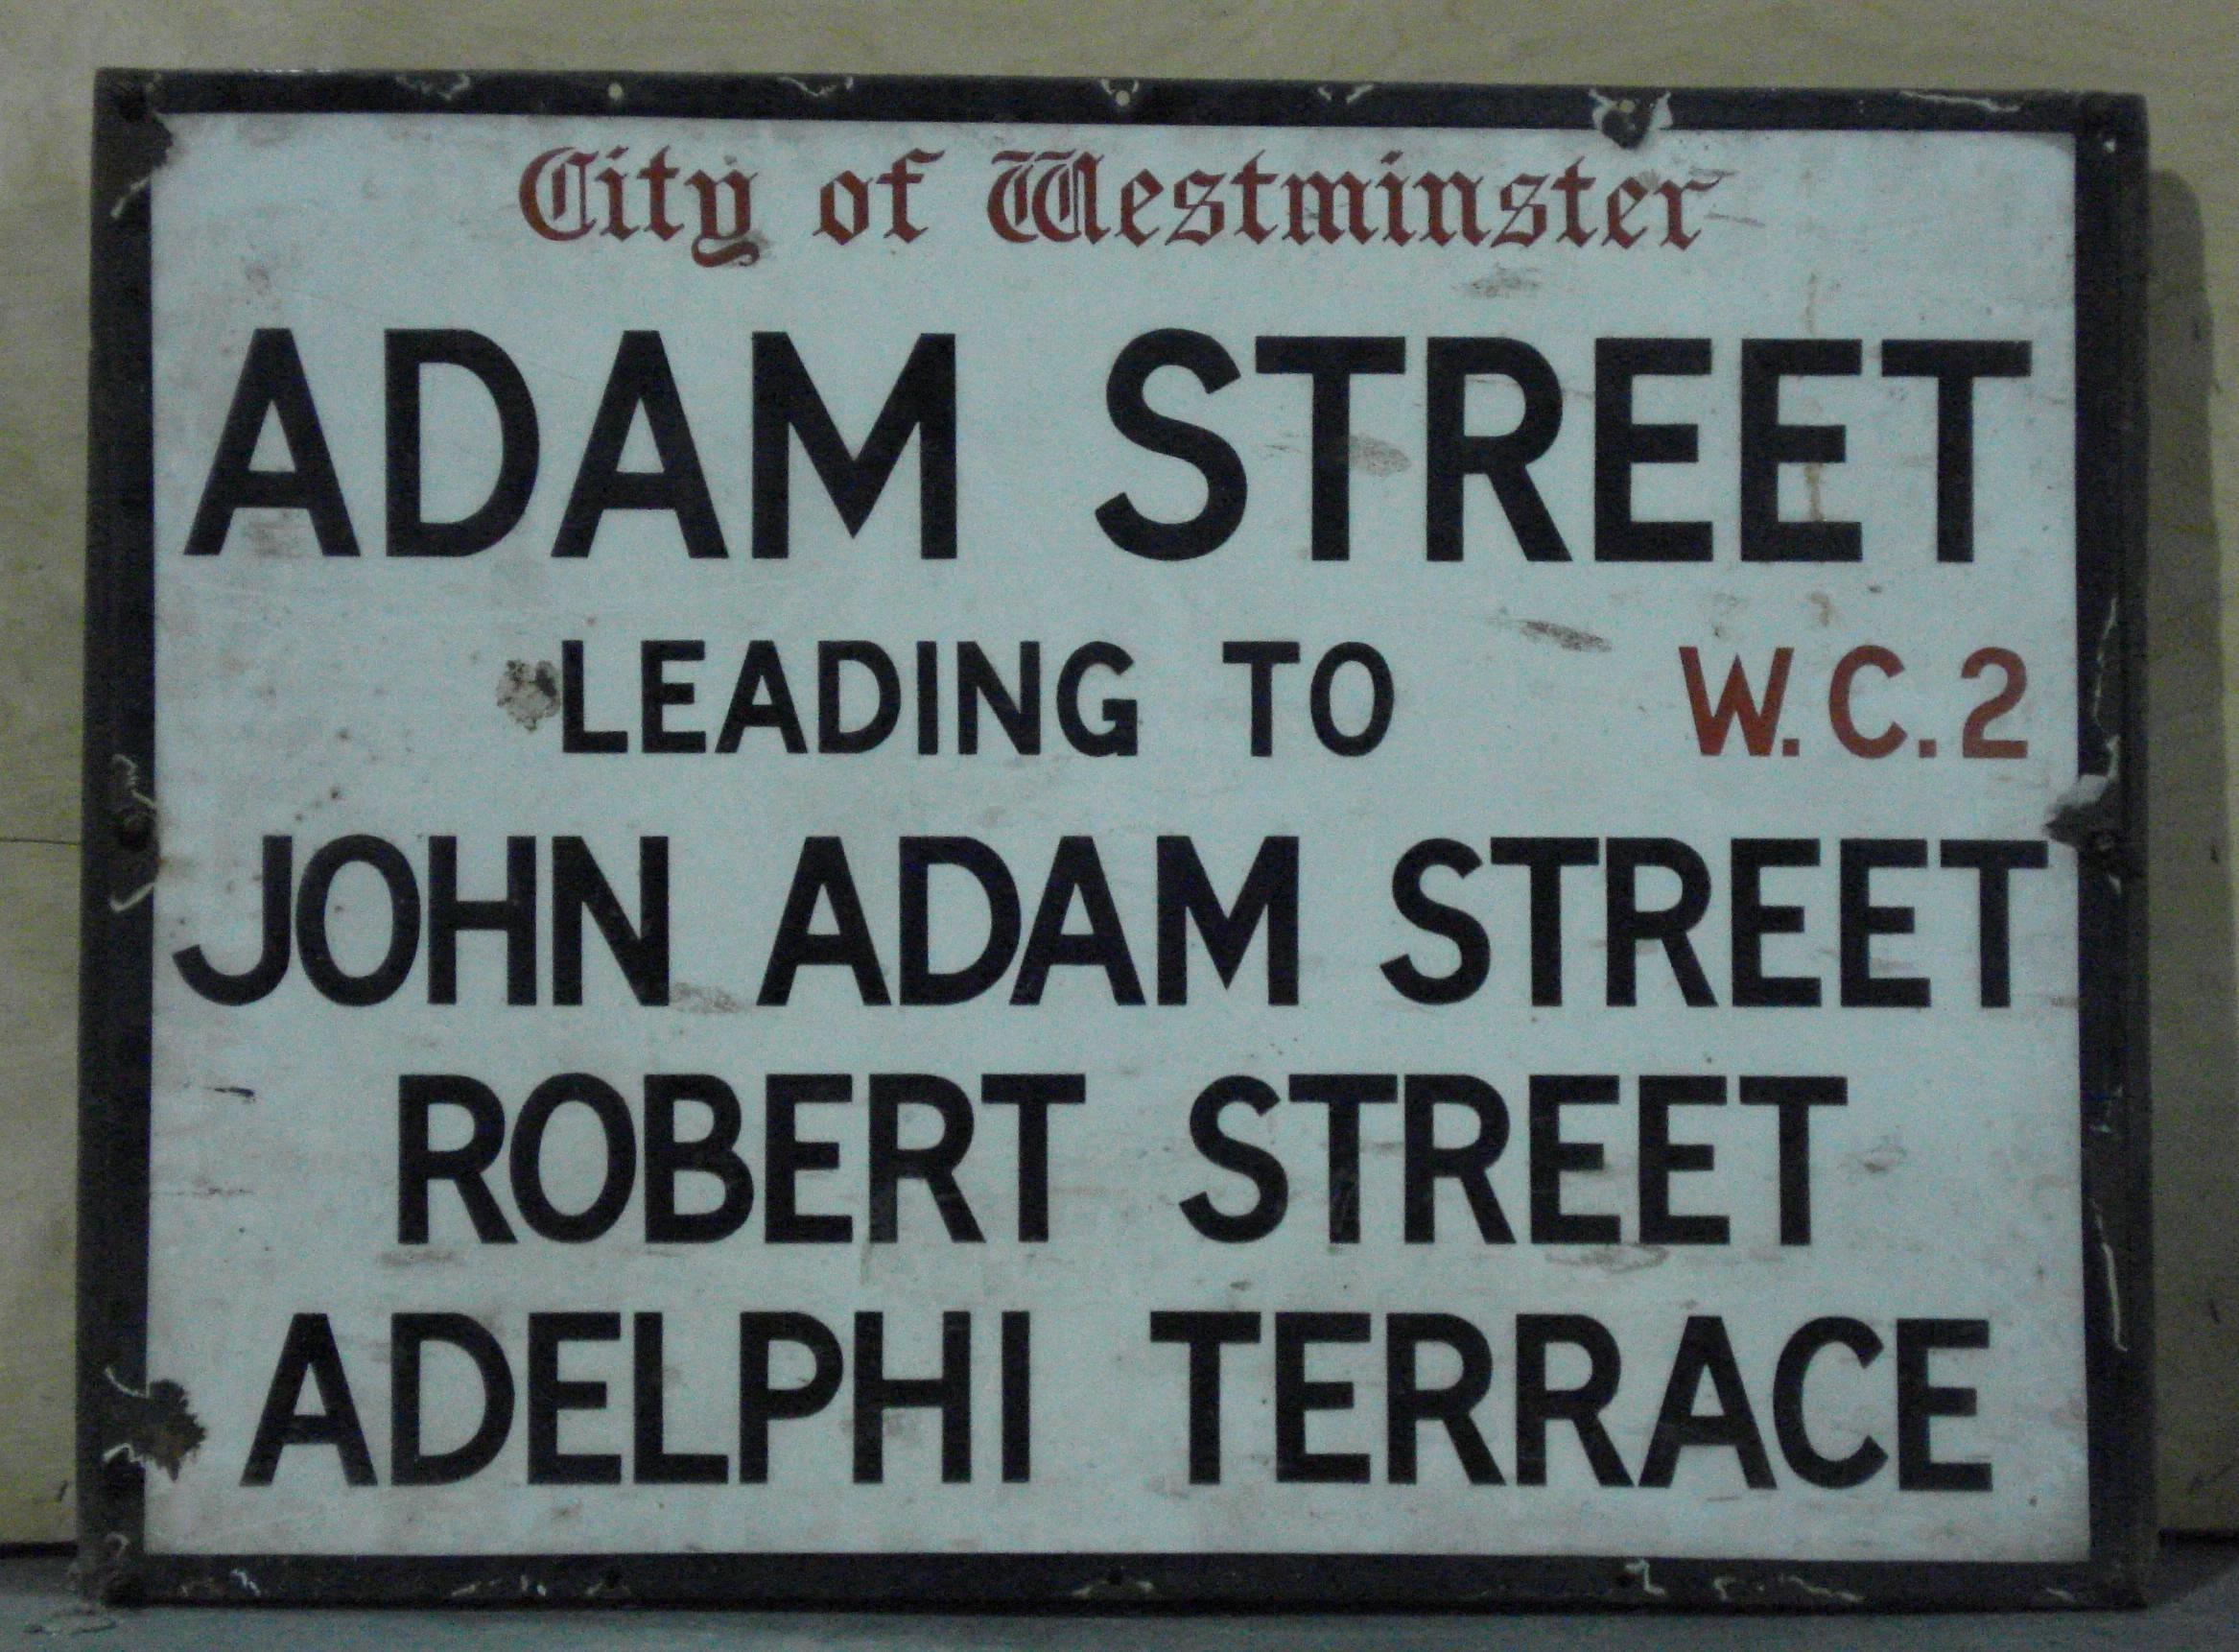 City of Westminster
ADAM STREET
LEADING TO W.C.2
JOHN ADAM STREET
ROBERT STREET
ADELPHI TERRACE